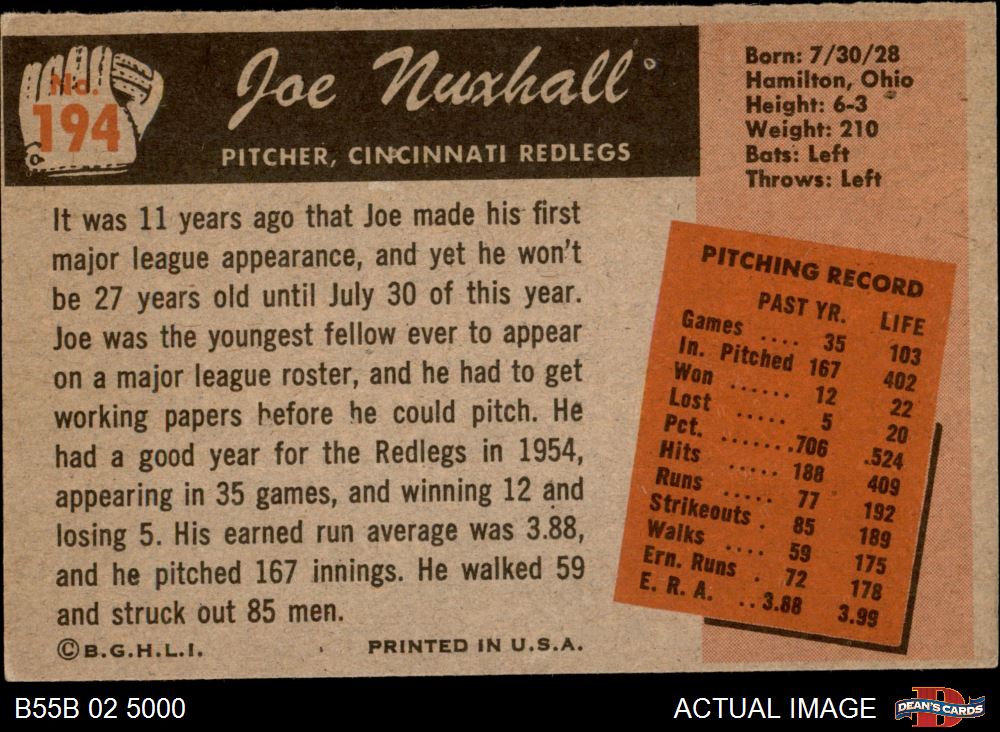 No.
194
Joe Nuxhall
PITCHER, CINCINNATI REDLEGS
Born: 7/30/28
Hamilton, Ohio
Height: 6-3
Weight: 210
Bats: Left
Throws: Left
It was 11 years ago that Joe made his first
major league appearance, and yet he won't
be 27 years old until July 30 of this year.
Joe was the youngest fellow ever to appear
on a major league roster, and he had to get
working papers before he could pitch. He
had a good year for the Redlegs in 1954,
appearing in 35 games, and winning 12 and
losing 5. His earned run average was 3.88,
and he pitched 167 innings. He walked 59
and struck out 85 men.
©B.G.H.L.I. PRINTED IN U.S.A.
PITCHING RECORD
PAST YR. LIFE
Games .... 35 103
In. Pitched 167 402
Won ...... 12 22
Lost ..... 5 20
Pct. .......706 .524
Hits ..... 188 409
Runs ..... 77 192
Strikeouts . 85 189
Walks .... 59 175
Ern. Runs . 72 178
E. R. A. ..3.88 3.99
B55B 02 5000
ACTUAL IMAGE
D
DEAN'S CARDS